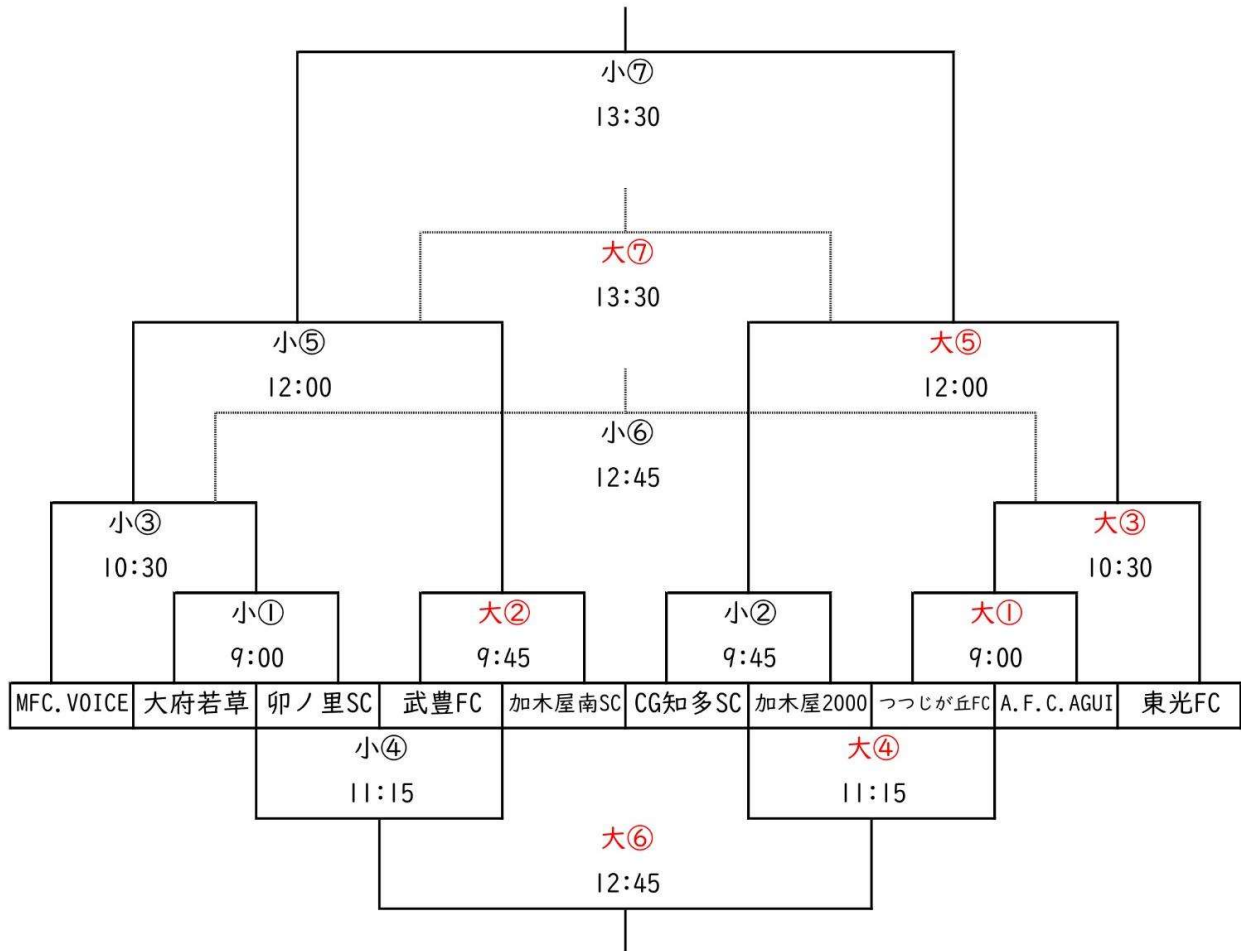 小⑦
13:30
大⑦
13:30
小⑤
大⑤
12:00
12:00
小⑥
12:45
小③
大③
10:30
10:30
小①
大②
小②
大①
9:00
9:45
9:45
9:00
MFC.VOICE
大府若草
卯ノ里SC
武豊FC
加木屋南SC
CG知多SC
加木屋2000
つつじが丘FC
A.F.C.AGUI
東光FC
小④
大④
11:15
11:15
大⑥
12:45